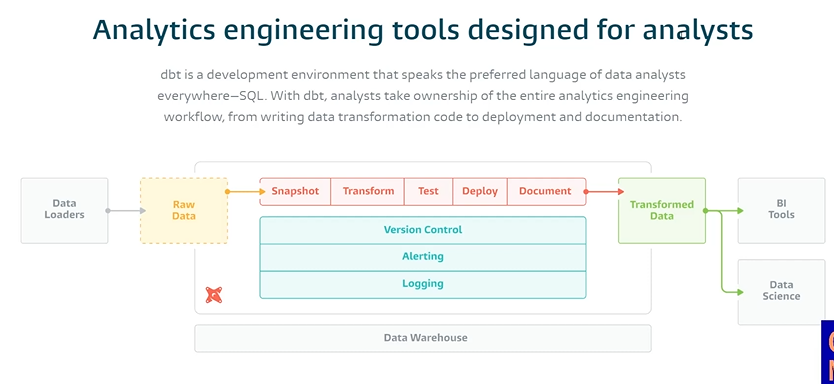 Analytics engineering tools designed for analysts
dbt is a development environment that speaks the preferred language of data analysts
everywhere—SQL. With dbt, analysts take ownership of the entire analytics engineering
workflow, from writing data transformation code to deployment and documentation.
Data
Loaders
Raw
Data
Snapshot
Transform
Test
Deploy
Document
Version Control
Alerting
Logging
Transformed
Data
BI
Tools
Data
Science
Data Warehouse